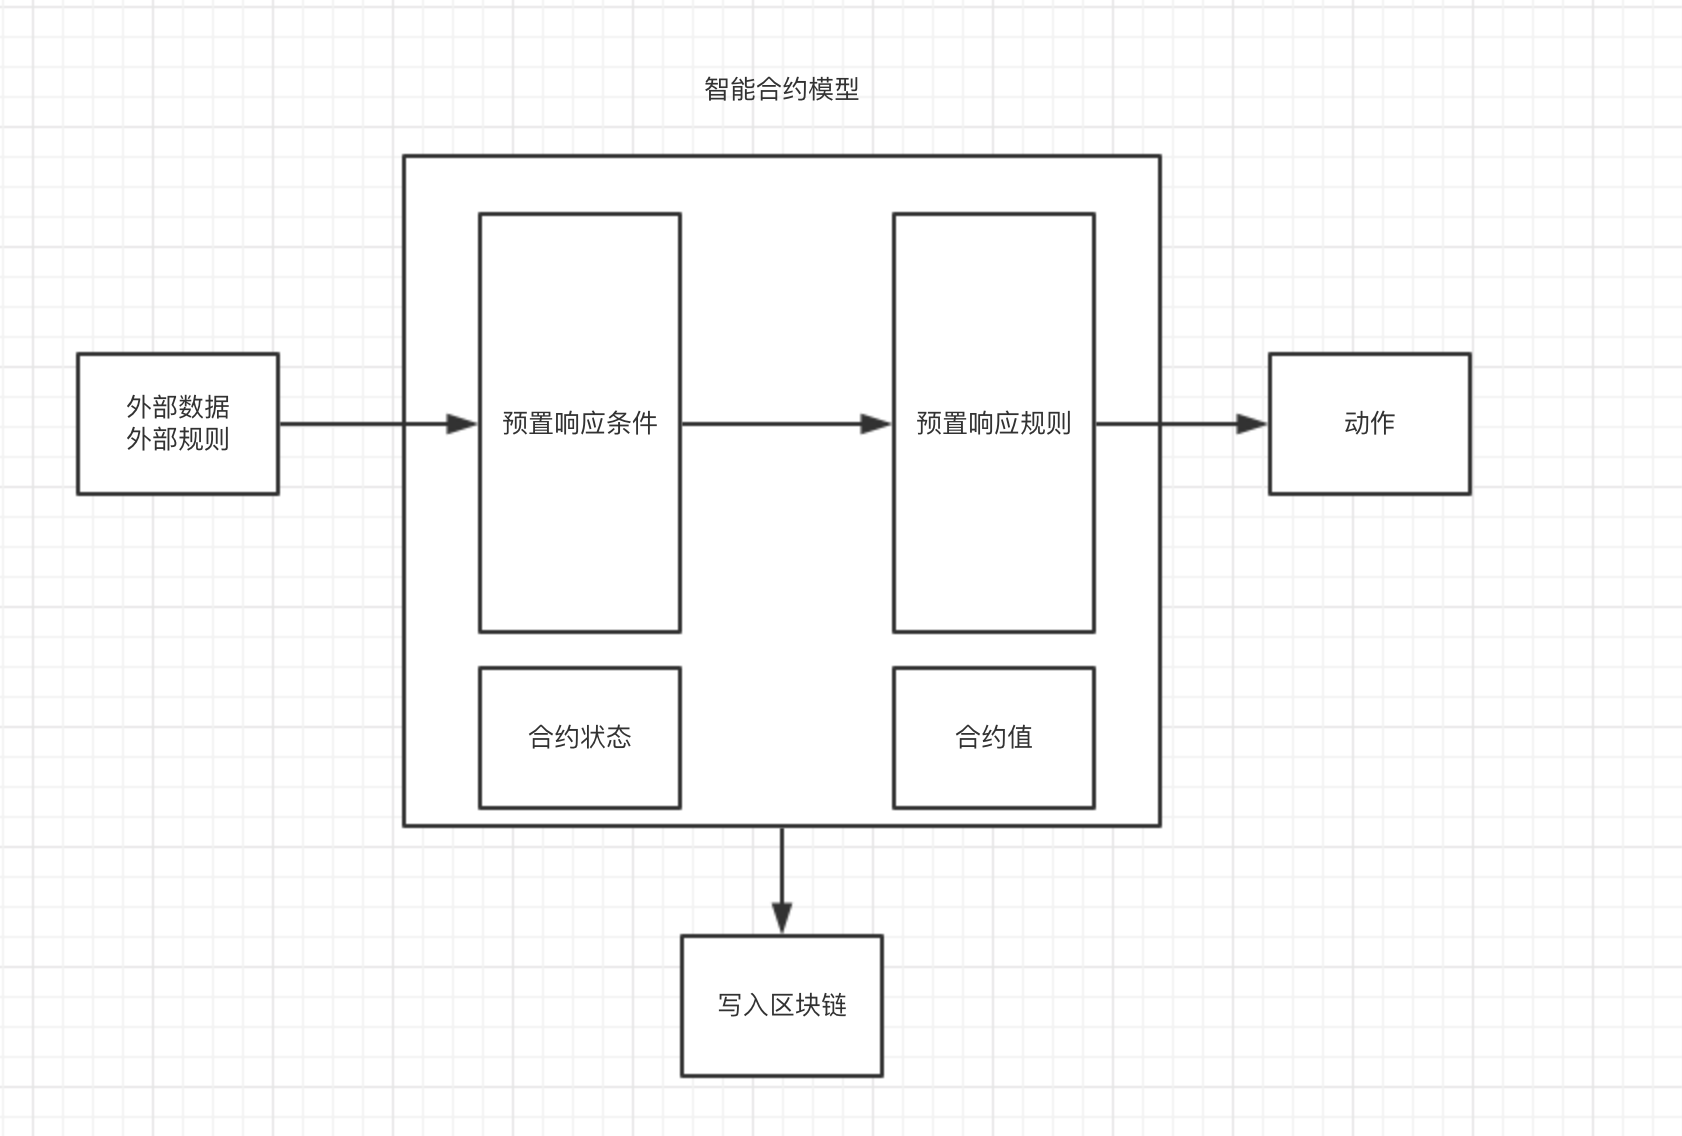 智能合约模型
外部数据
外部规则
预置响应条件
预置响应规则
动作
合约状态
合约值
写入区块链